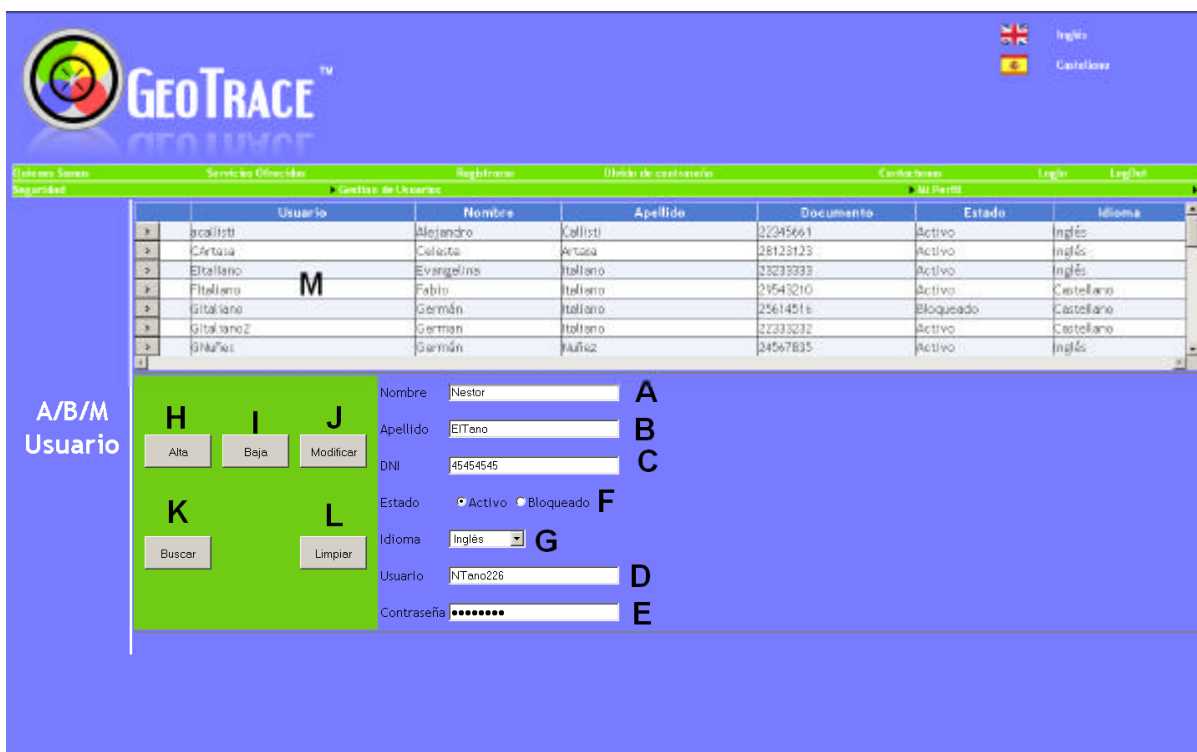 Inglés
Castellano
GEOTRACE™
Quienes Somos Servicios Ofrecidos Registrarse Olvido de contraseña Contactenos Login LogOut
Seguridad Gestion de Usuarios Mi Perfil
Usuario Nombre Apellido Documento Estado Idioma
acallisti Alejandro Callisti 22345661 Activo Inglés
CArtasa Celeste Artasa 28123123 Activo Inglés
EItaliano Evangelina Italiano 23233333 Activo Inglés
FItaliano Fabio Italiano 29543210 Activo Castellano
M
GItaliano Germán Italiano 25614516 Bloqueado Castellano
GItaliano2 German Italiano 22333232 Activo Castellano
GNuñez Germán Nuñez 24567835 Activo Inglés
A/B/M
Usuario
H I J
Alta Baja Modificar
K L
Buscar Limpiar
Nombre Nestor A
Apellido ElTano B
DNI 45454545 C
Estado Activo Bloqueado F
Idioma Inglés G
Usuario NTano226 D
Contraseña ●●●●●●●● E